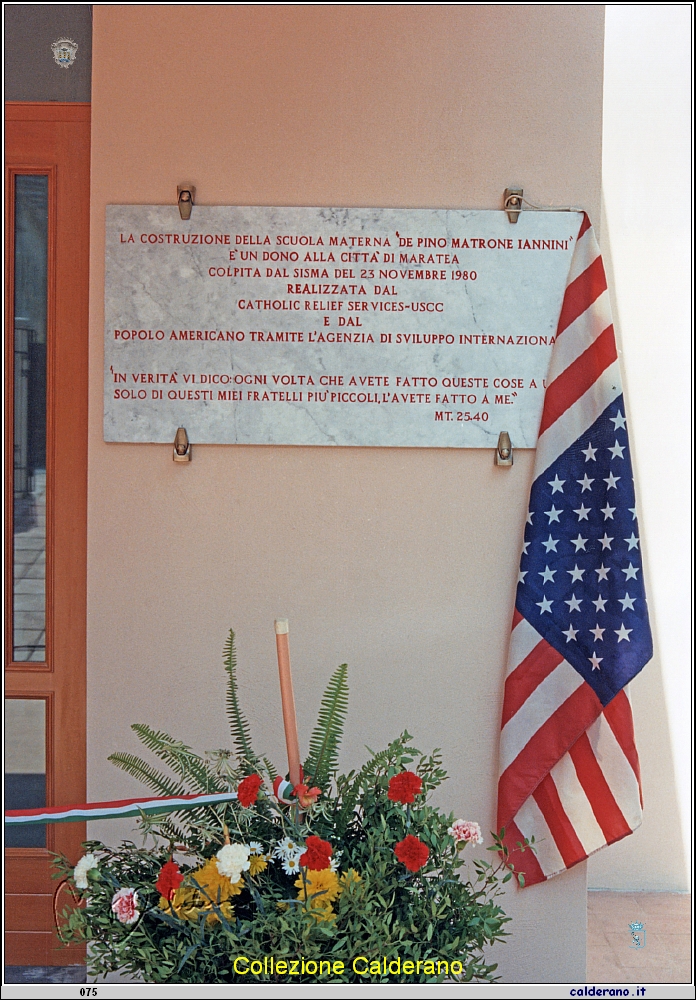 LA COSTRUZIONE DELLA SCUOLA MATERNA "DE PINO MATRONE IANNINI"
E' UN DONO ALLA CITTA' DI MARATEA
COLPITA DAL SISMA DEL 23 NOVEMBRE 1980
REALIZZATA DAL
CATHOLIC RELIEF SERVICES-USCC
E DAL
POPOLO AMERICANO TRAMITE L'AGENZIA DI SVILUPPO INTERNAZIONA
"IN VERITA' VI DICO: OGNI VOLTA CHE AVETE FATTO QUESTE COSE A U
SOLO DI QUESTI MIEI FRATELLI PIU' PICCOLI, L'AVETE FATTO A ME."
MT. 25.40
Collezione Calderano
075
calderano.it